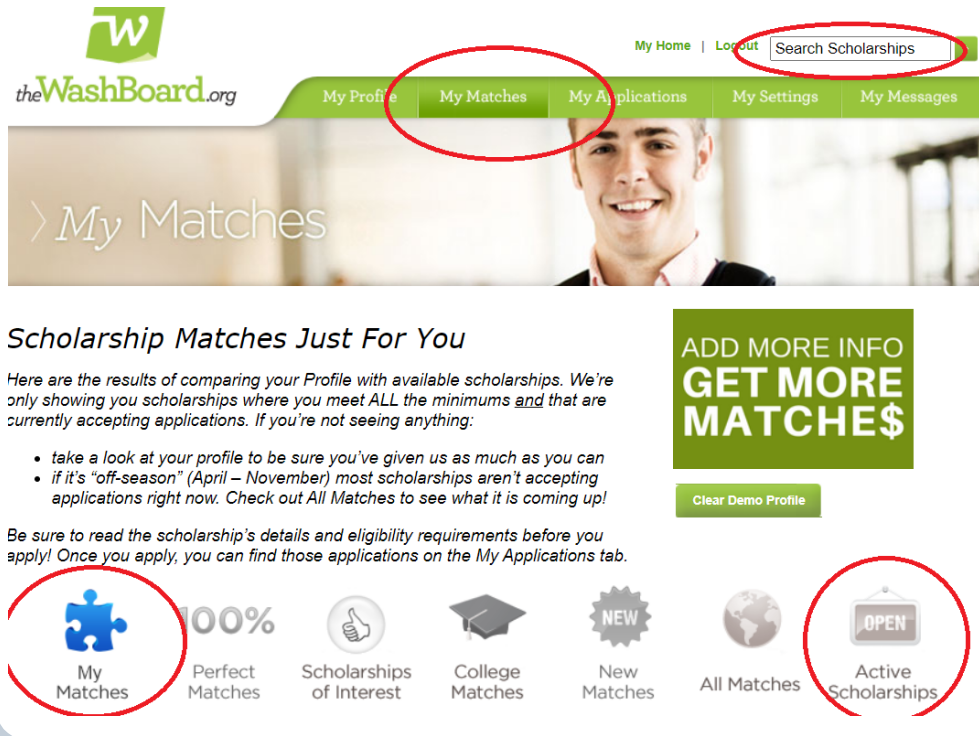 W
My Home | Logout Search Scholarships
theWashBoard.org
My Profile My Matches My Applications My Settings My Messages
〉My Matches
Scholarship Matches Just For You
Here are the results of comparing your Profile with available scholarships. We're
only showing you scholarships where you meet ALL the minimums and that are
currently accepting applications. If you're not seeing anything:
• take a look at your profile to be sure you've given us as much as you can
• if it's “off-season” (April – November) most scholarships aren't accepting
applications right now. Check out All Matches to see what it is coming up!
Be sure to read the scholarship's details and eligibility requirements before you
apply! Once you apply, you can find those applications on the My Applications tab.
ADD MORE INFO
GET MORE
MATCHE$
Clear Demo Profile
My
Matches
100%
Perfect
Matches
Scholarships
of Interest
College
Matches
NEW
New
Matches
All Matches
OPEN
Active
Scholarships